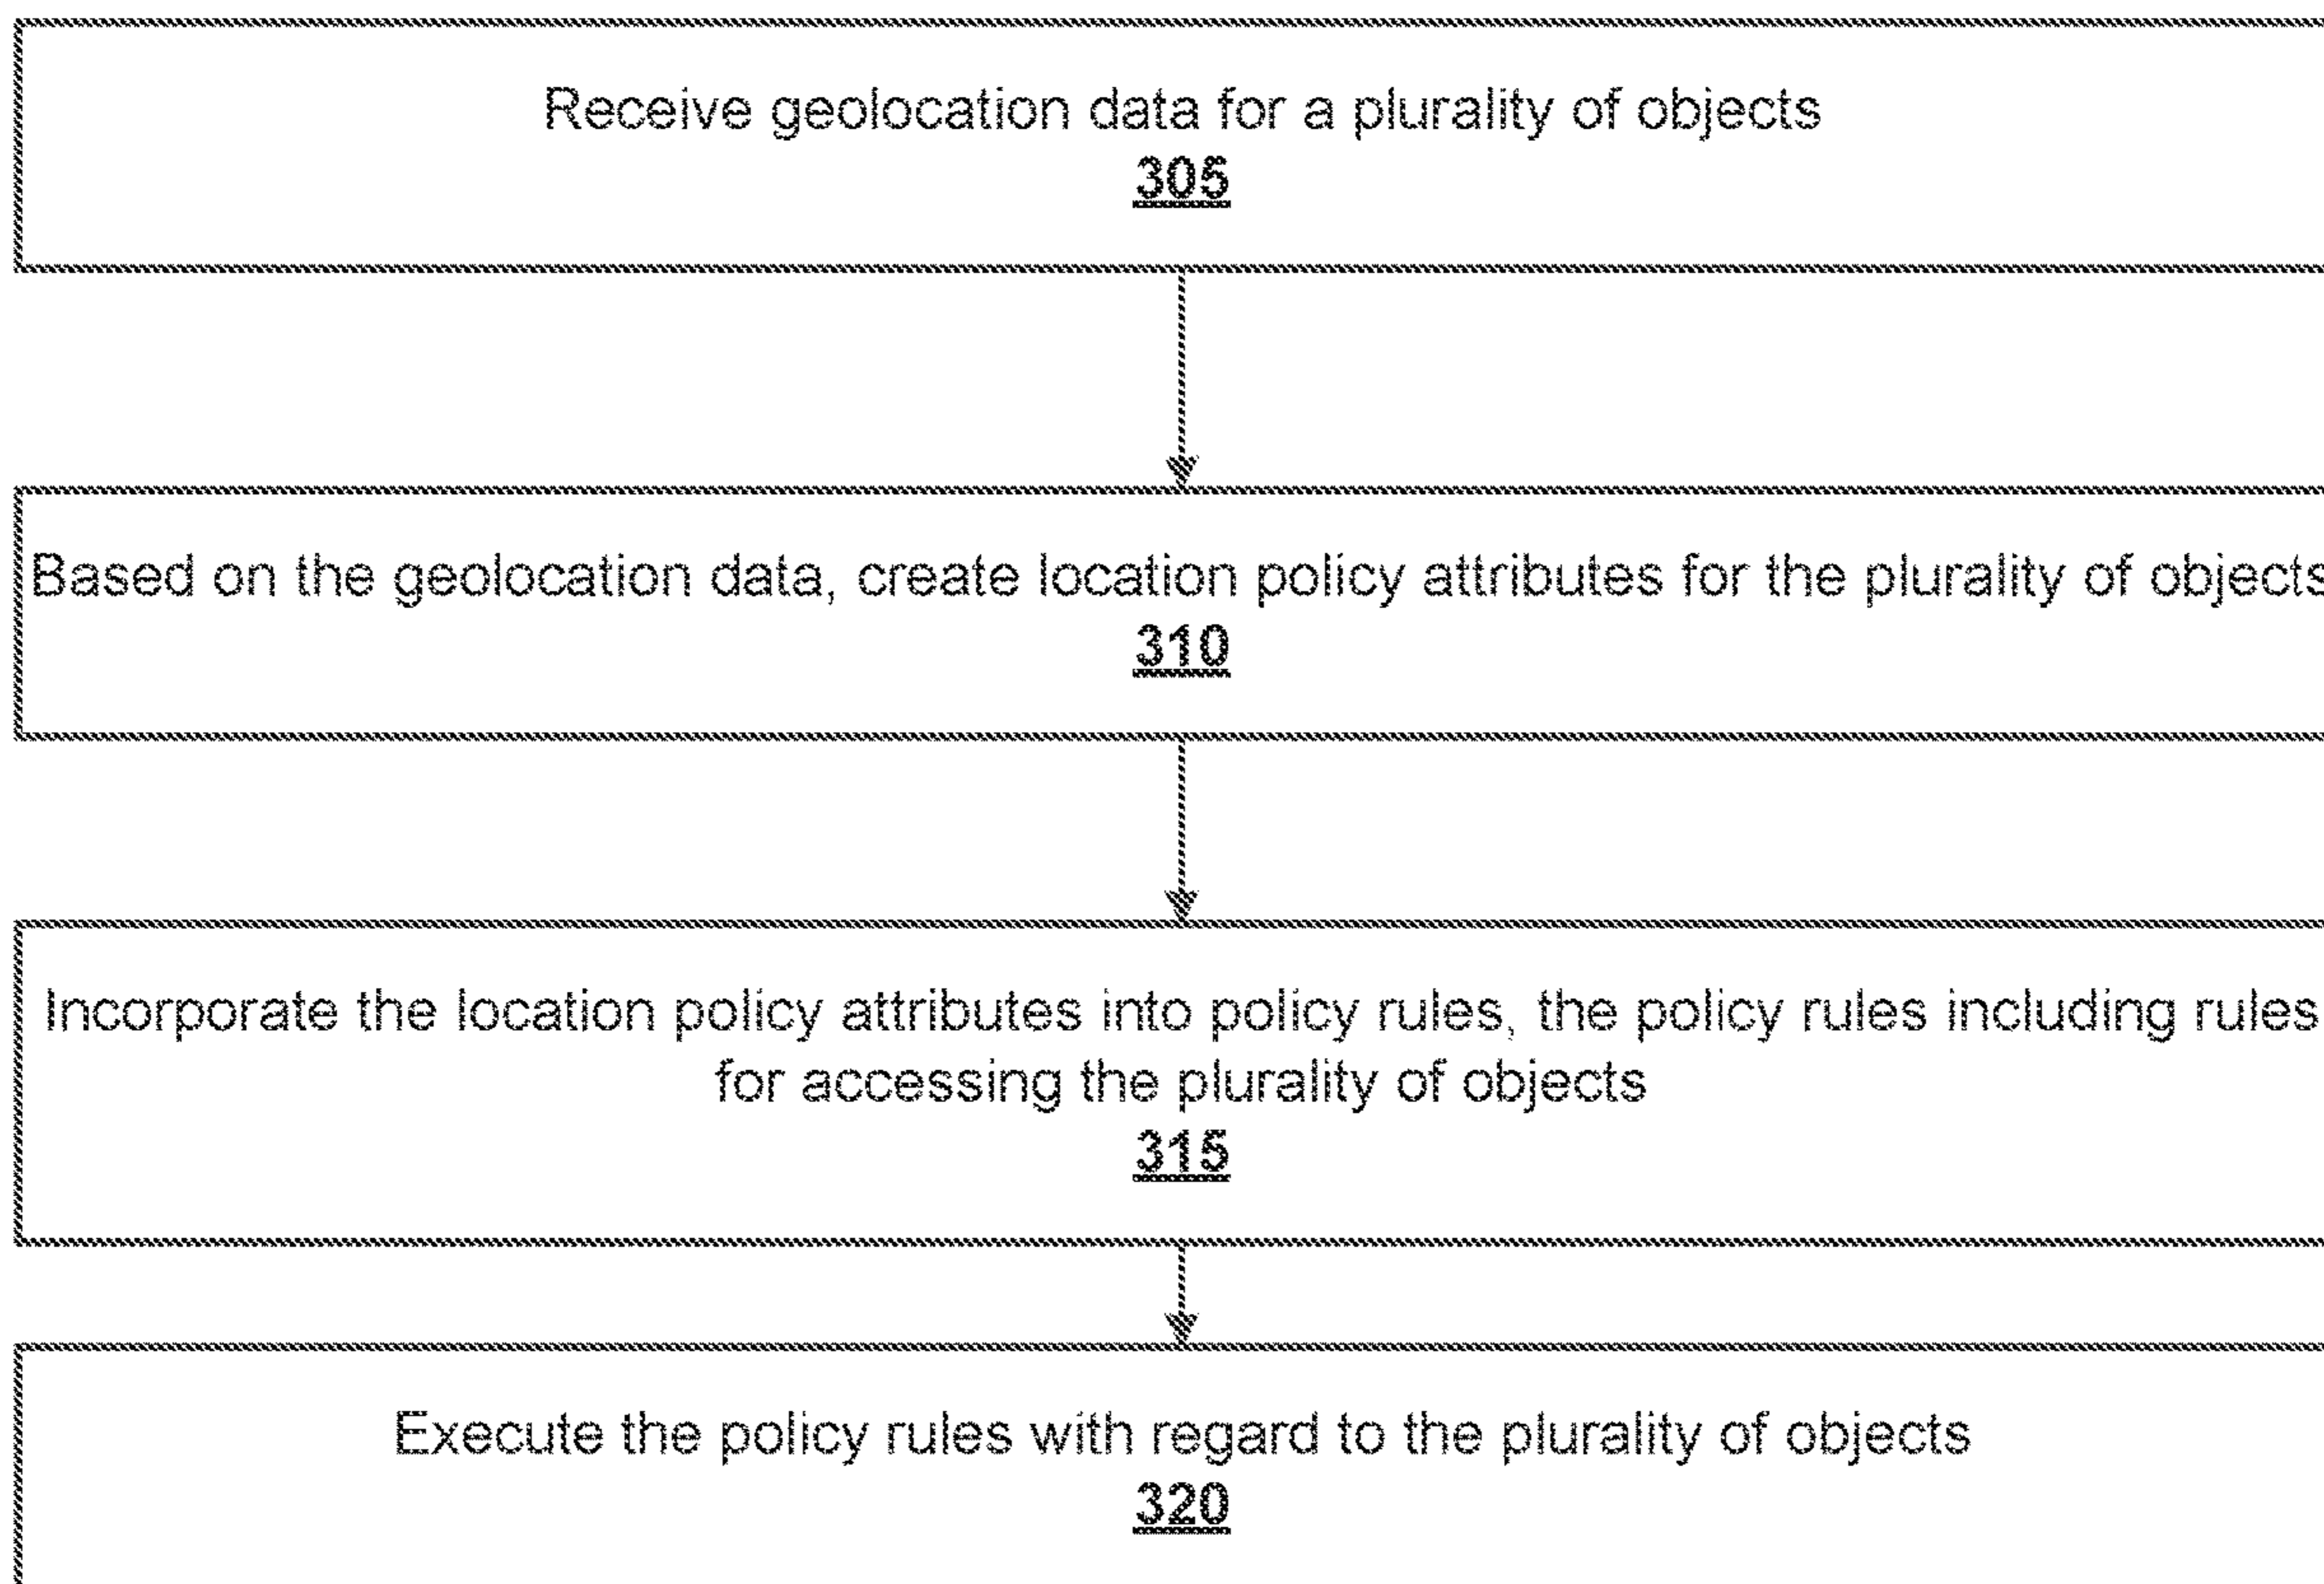 Receive geolocation data for a plurality of objects
305
Based on the geolocation data, create location policy attributes for the plurality of objects
310
Incorporate the location policy attributes into policy rules, the policy rules including rules
for accessing the plurality of objects
315
Execute the policy rules with regard to the plurality of objects
320